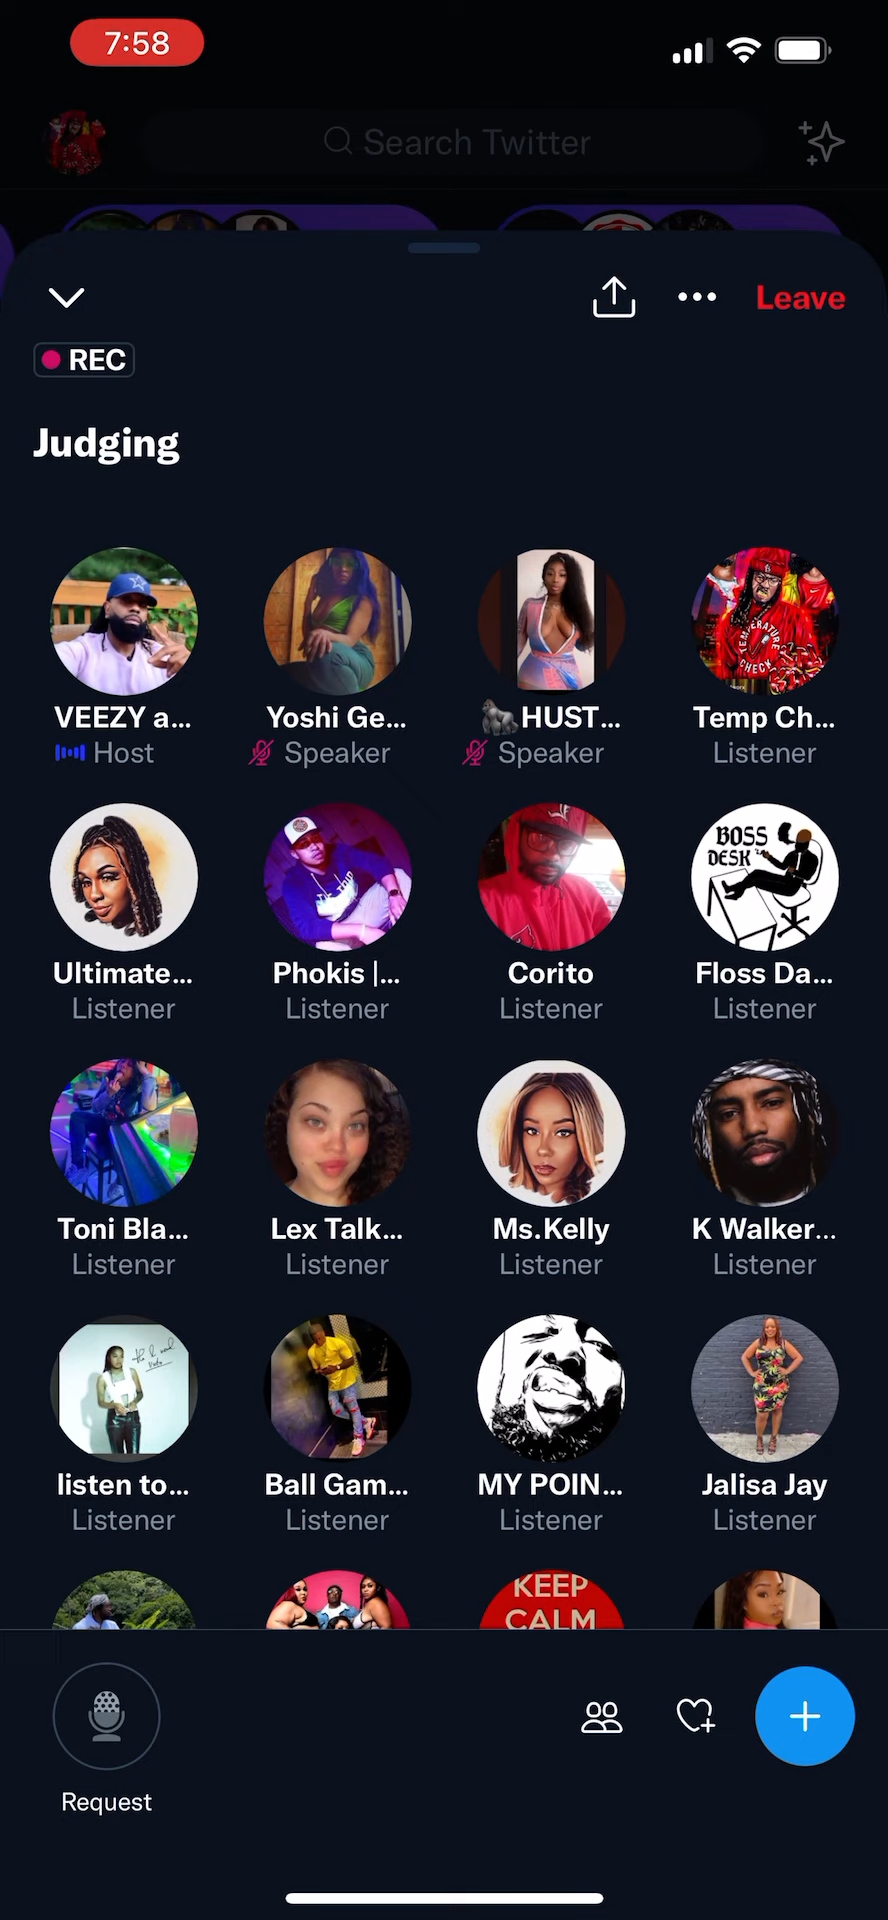 7:58
Search Twitter
Leave
REC
Judging
VEEZY a...
Yoshi Ge...
🦍HUST...
Temp Ch...
Host
Speaker
Speaker
Listener
TEMPERATURE
CHECK
BOSS
DESK
Ultimate...
Phokis |...
Corito
Floss Da...
Listener
Listener
Listener
Listener
Toni Bla...
Lex Talk...
Ms.Kelly
K Walker...
Listener
Listener
Listener
Listener
listen to...
Ball Gam...
MY POIN...
Jalisa Jay
Listener
Listener
Listener
Listener
KEEP
CALM
Request